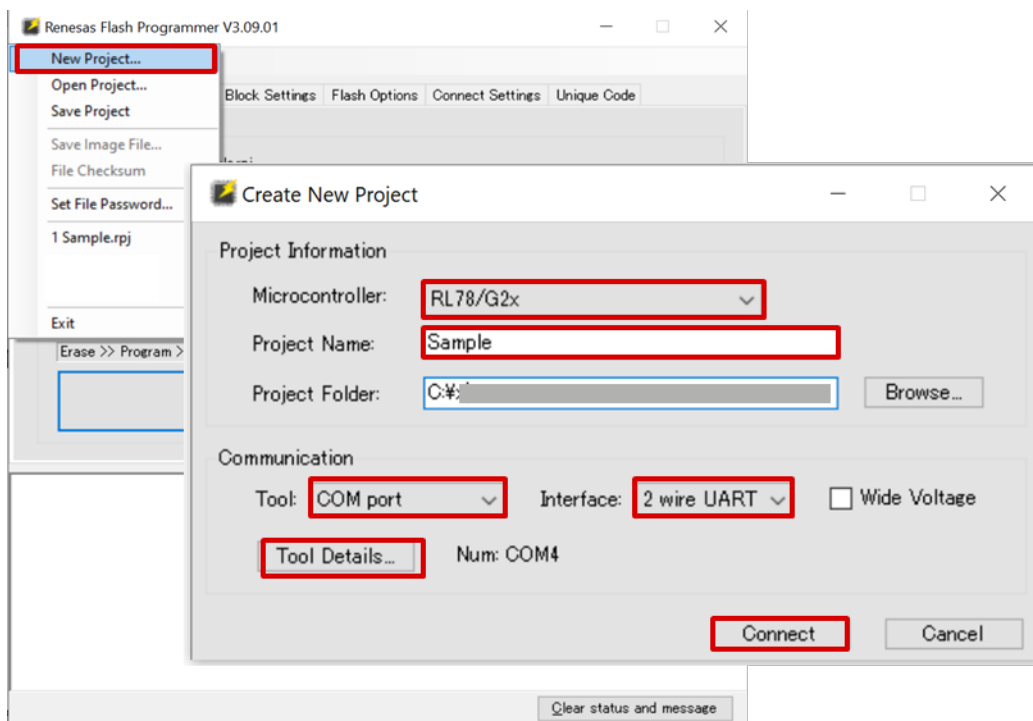 Renesas Flash Programmer V3.09.01
New Project...
Open Project...
Save Project
Save Image File...
File Checksum
Set File Password...
1 Sample.rpj
Exit
Block Settings Flash Options Connect Settings Unique Code
Erase >> Program >
Create New Project
Project Information
Microcontroller: RL78/G2x
Project Name: Sample
Project Folder: C:¥ Browse...
Communication
Tool: COM port Interface: 2 wire UART Wide Voltage
Tool Details... Num: COM4
Connect Cancel
Clear status and message